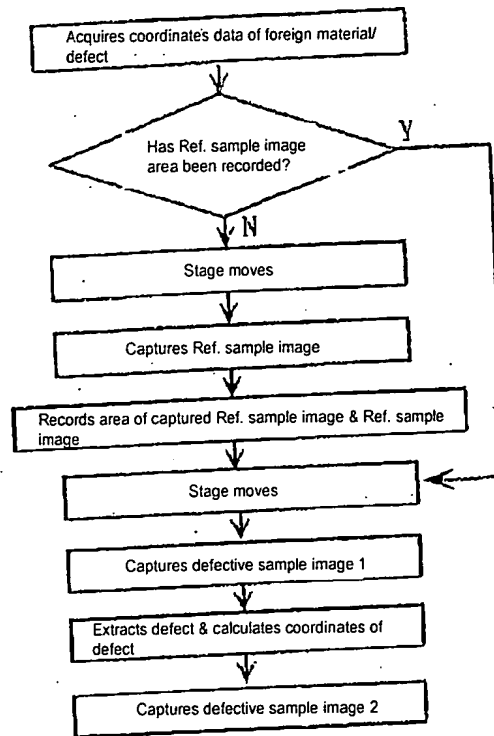 Acquires coordinate's data of foreign material/
defect
Has Ref. sample image
area been recorded?
Y
N
Stage moves
Captures Ref. sample image
Records area of captured Ref. sample image & Ref. sample
image
Stage moves
Captures defective sample image 1
Extracts defect & calculates coordinates of
defect
Captures defective sample image 2